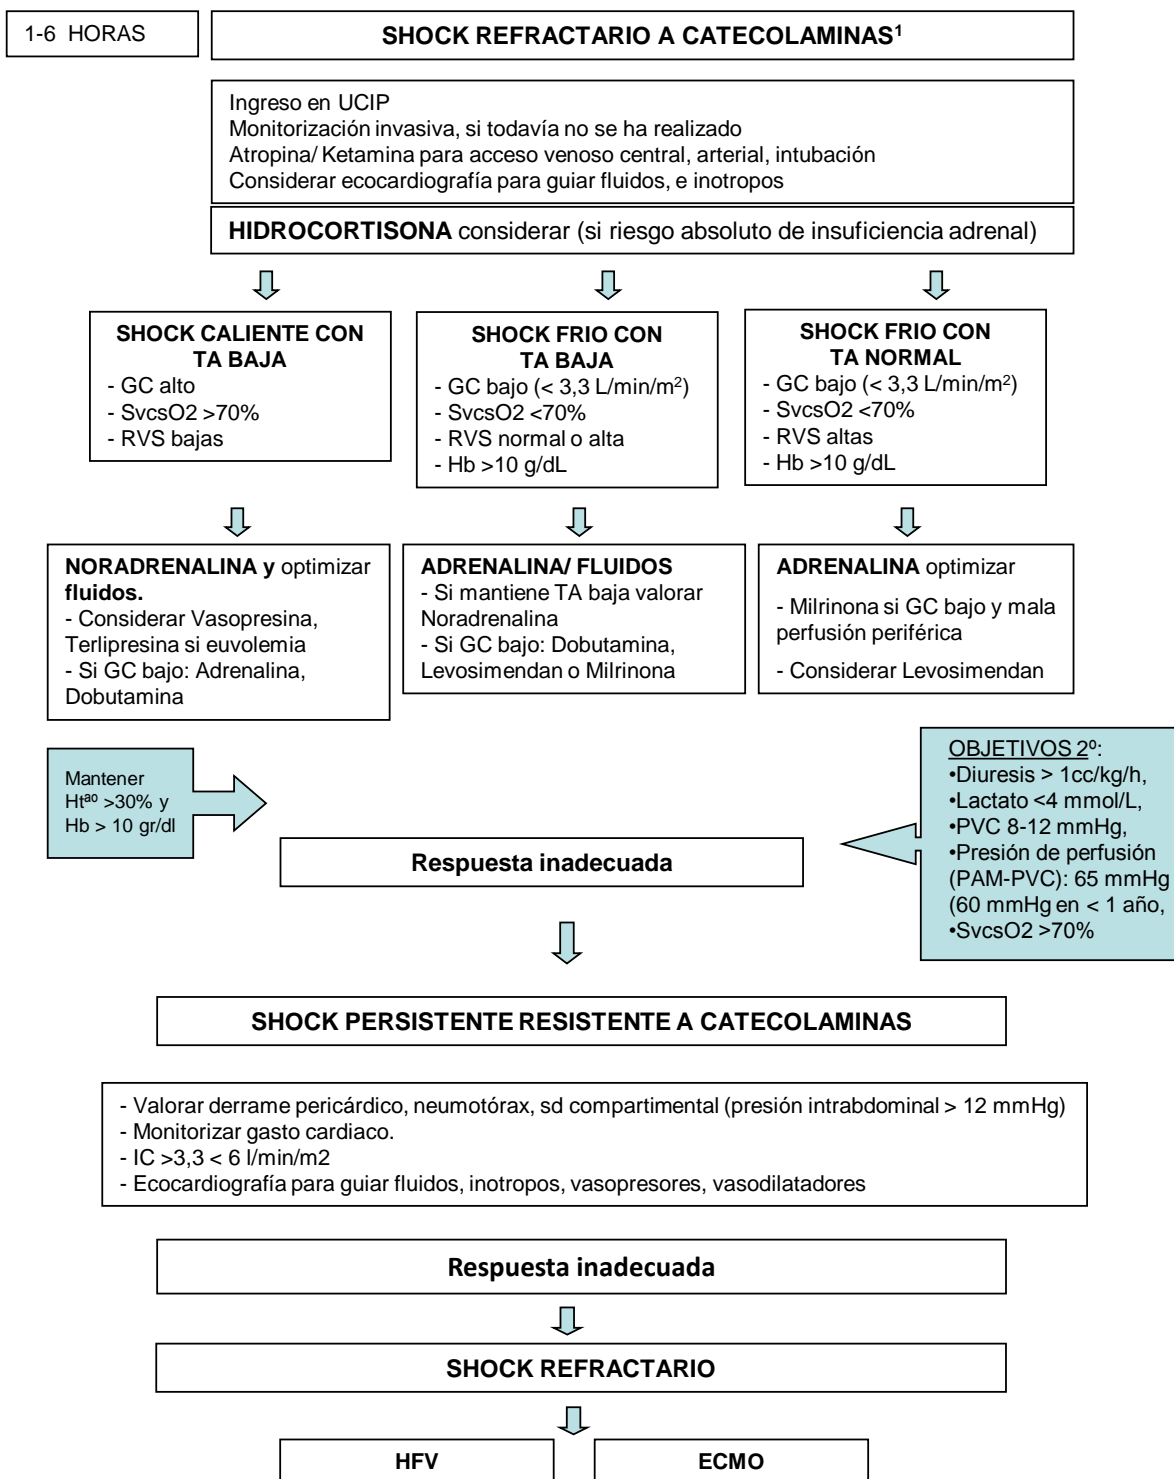 1-6 HORAS
SHOCK REFRACTARIO A CATECOLAMINAS¹
Ingreso en UCIP
Monitorización invasiva, si todavía no se ha realizado
Atropina/ Ketamina para acceso venoso central, arterial, intubación
Considerar ecocardiografía para guiar fluidos, e inotropos
HIDROCORTISONA considerar (si riesgo absoluto de insuficiencia adrenal)
SHOCK CALIENTE CON
TA BAJA
- GC alto
- SvcsO2 >70%
- RVS bajas
SHOCK FRIO CON
TA BAJA
- GC bajo (< 3,3 L/min/m²)
- SvcsO2 <70%
- RVS normal o alta
- Hb >10 g/dL
SHOCK FRIO CON
TA NORMAL
- GC bajo (< 3,3 L/min/m²)
- SvcsO2 <70%
- RVS altas
- Hb >10 g/dL
NORADRENALINA y optimizar
fluidos.
- Considerar Vasopresina,
Terlipresina si euvolemia
- Si GC bajo: Adrenalina,
Dobutamina
ADRENALINA/ FLUIDOS
- Si mantiene TA baja valorar
Noradrenalina
- Si GC bajo: Dobutamina,
Levosimendan o Milrinona
ADRENALINA optimizar
- Milrinona si GC bajo y mala
perfusión periférica
- Considerar Levosimendan
Mantener
Htªº >30% y
Hb > 10 gr/dl
OBJETIVOS 2º:
•Diuresis > 1cc/kg/h,
•Lactato <4 mmol/L,
•PVC 8-12 mmHg,
•Presión de perfusión
(PAM-PVC): 65 mmHg
(60 mmHg en < 1 año,
•SvcsO2 >70%
Respuesta inadecuada
SHOCK PERSISTENTE RESISTENTE A CATECOLAMINAS
- Valorar derrame pericárdico, neumotórax, sd compartimental (presión intrabdominal > 12 mmHg)
- Monitorizar gasto cardiaco.
- IC >3,3 < 6 l/min/m2
- Ecocardiografía para guiar fluidos, inotropos, vasopresores, vasodilatadores
Respuesta inadecuada
SHOCK REFRACTARIO
HFV
ECMO